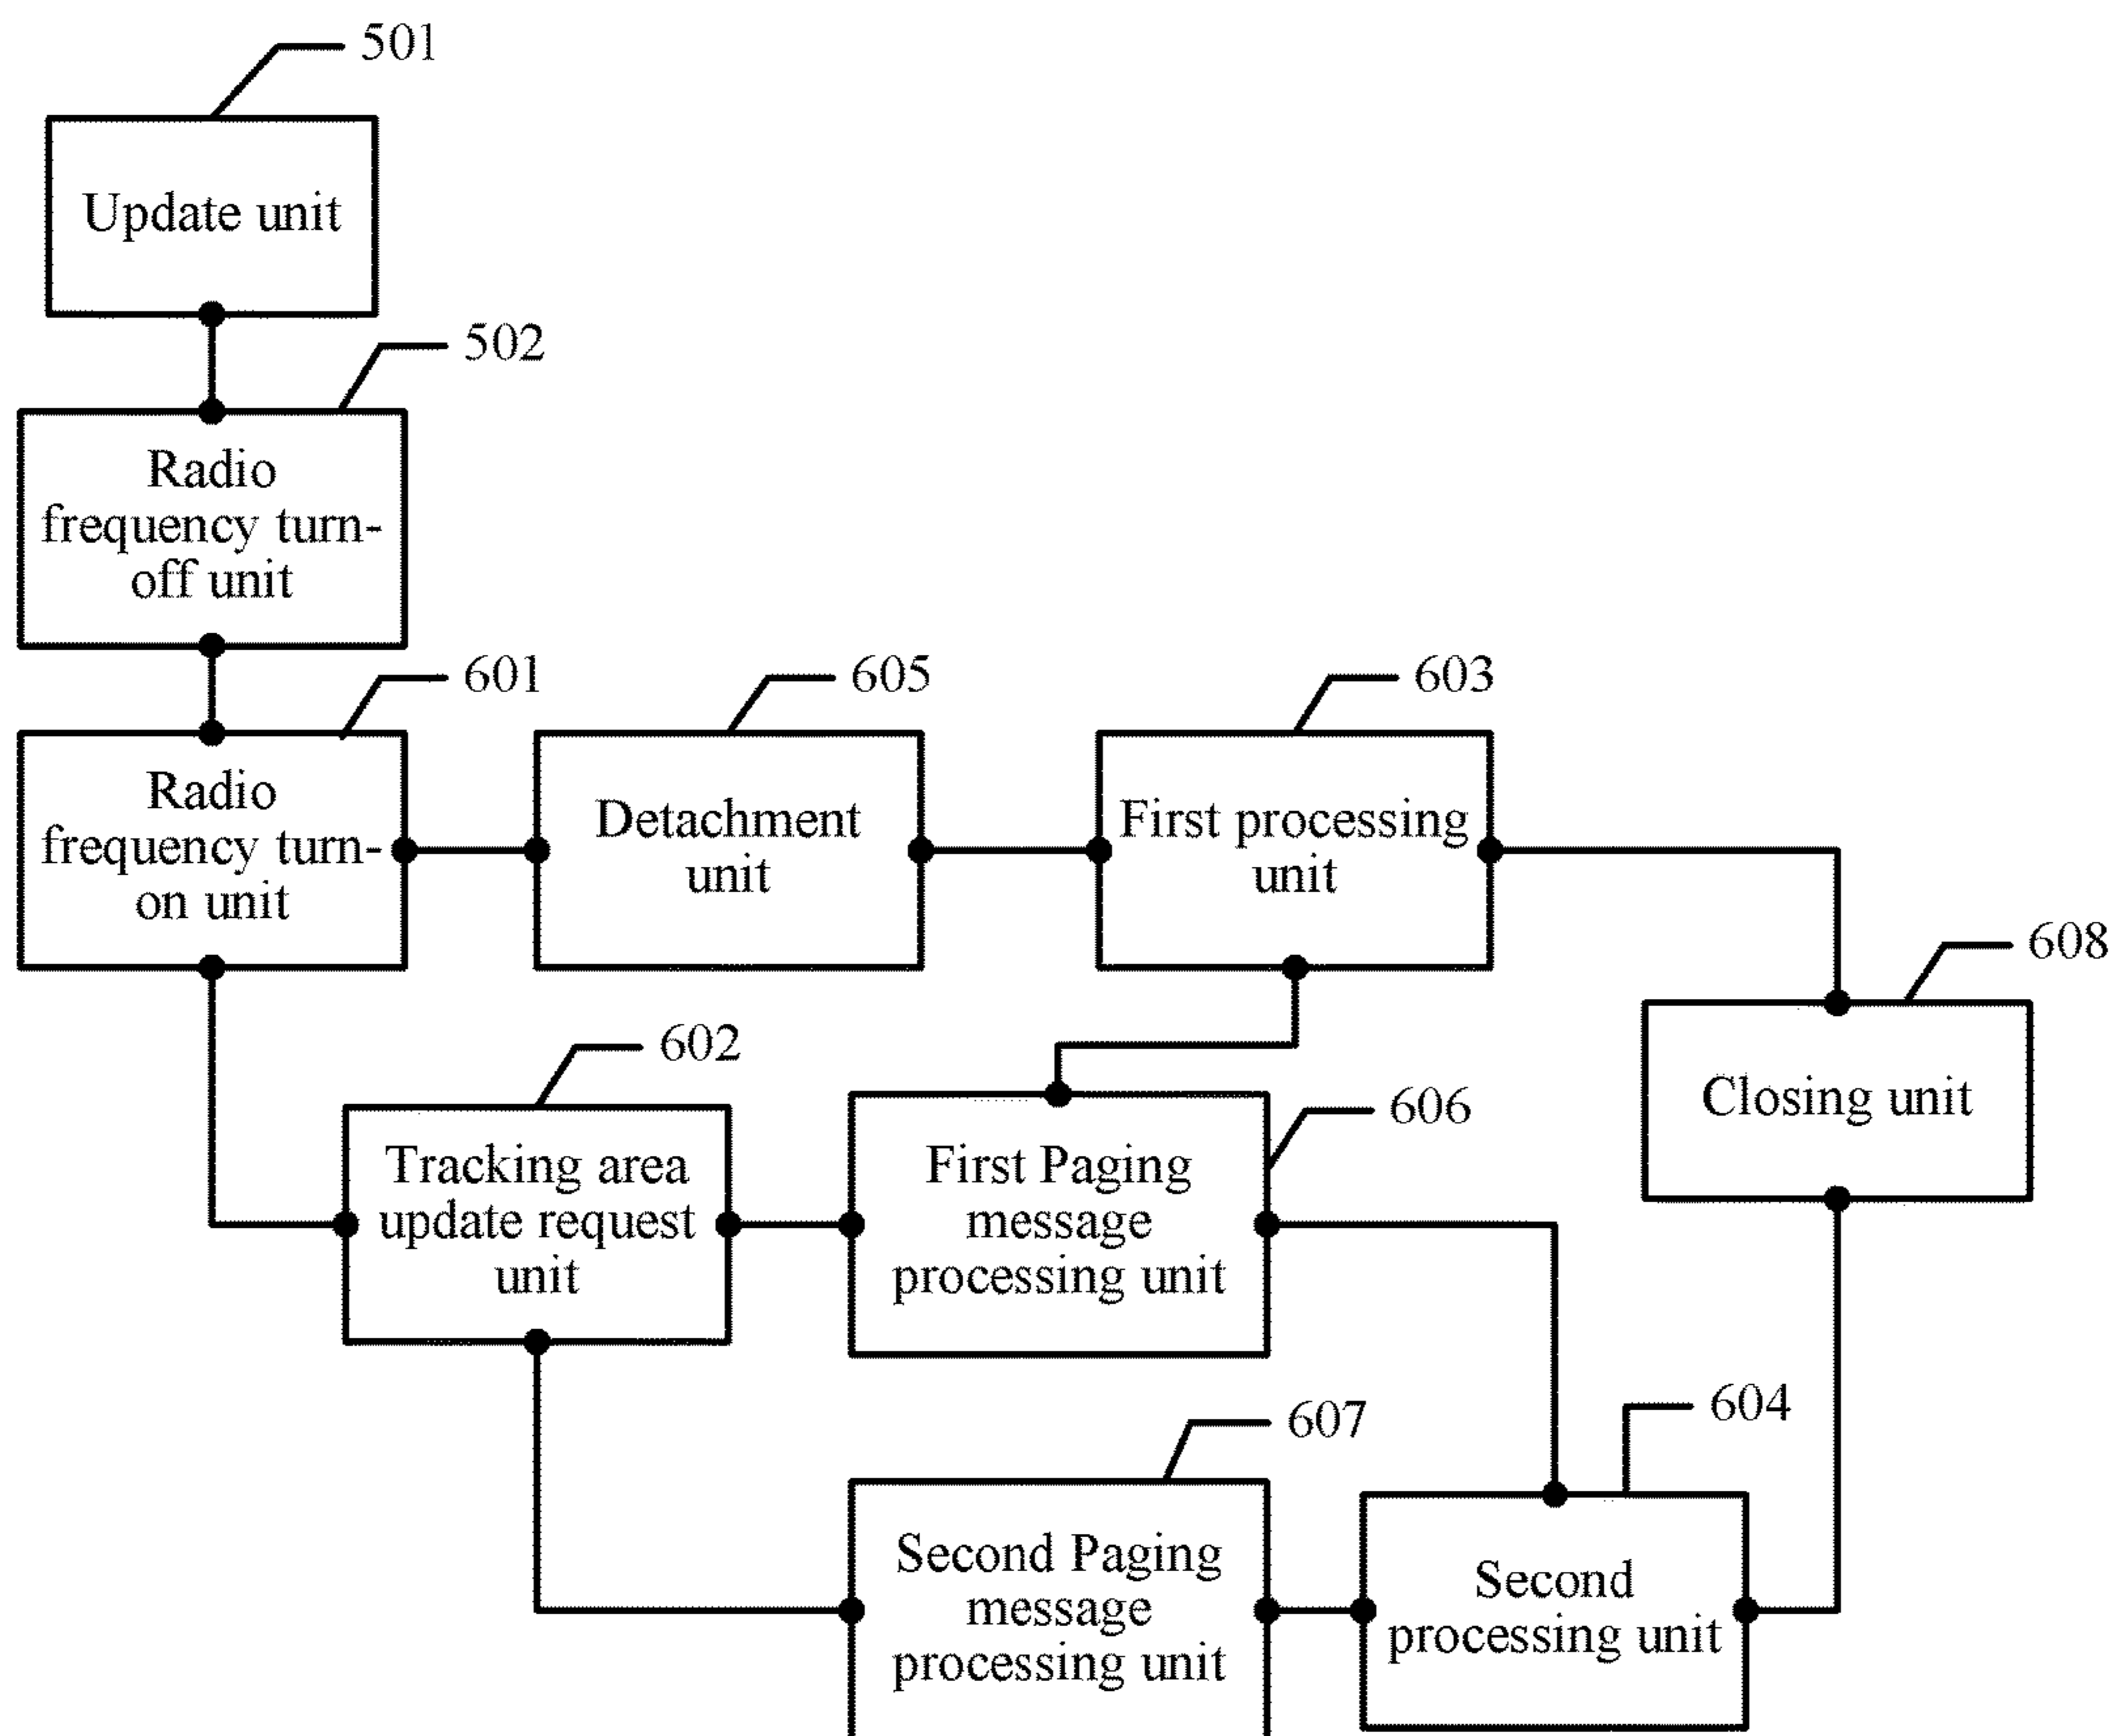 501
Update unit
502
Radio
frequency turn-
off unit
601
605
603
Radio
frequency turn-
on unit
Detachment
unit
First processing
unit
608
602
606
Closing unit
Tracking area
update request
unit
First Paging
message
processing unit
607
604
Second Paging
message
processing unit
Second
processing unit